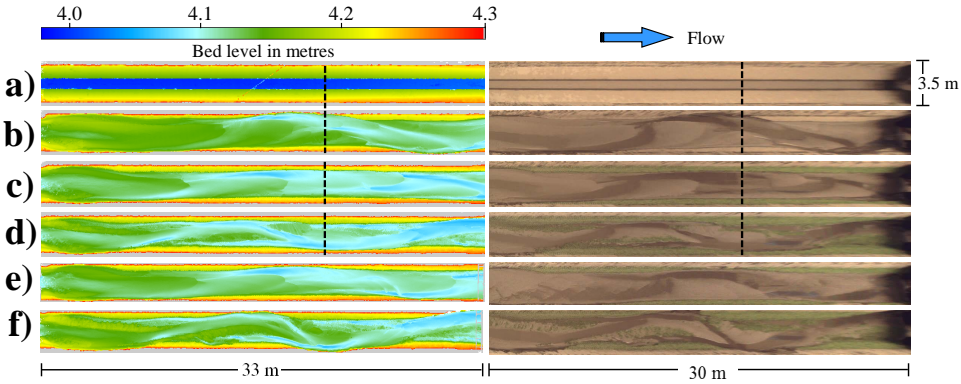 4.0 4.1 4.2 4.3
Bed level in metres
Flow
a)
3.5 m
b)
c)
d)
e)
f)
33 m
30 m